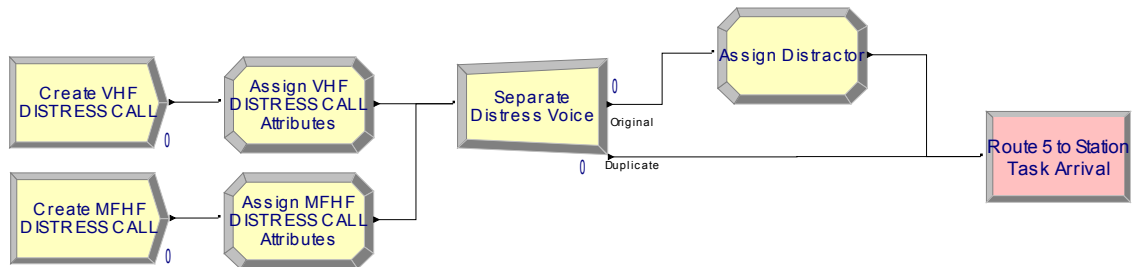 Create VHF
DISTRESS CALL
0
Assign VHF
DISTRESS CALL
Attributes
Separate
Distress Voice
0
Original
0
Duplicate
Assign Distractor
Route 5 to Station
Task Arrival
Create MFHF
DISTRESS CALL
0
Assign MFHF
DISTRESS CALL
Attributes